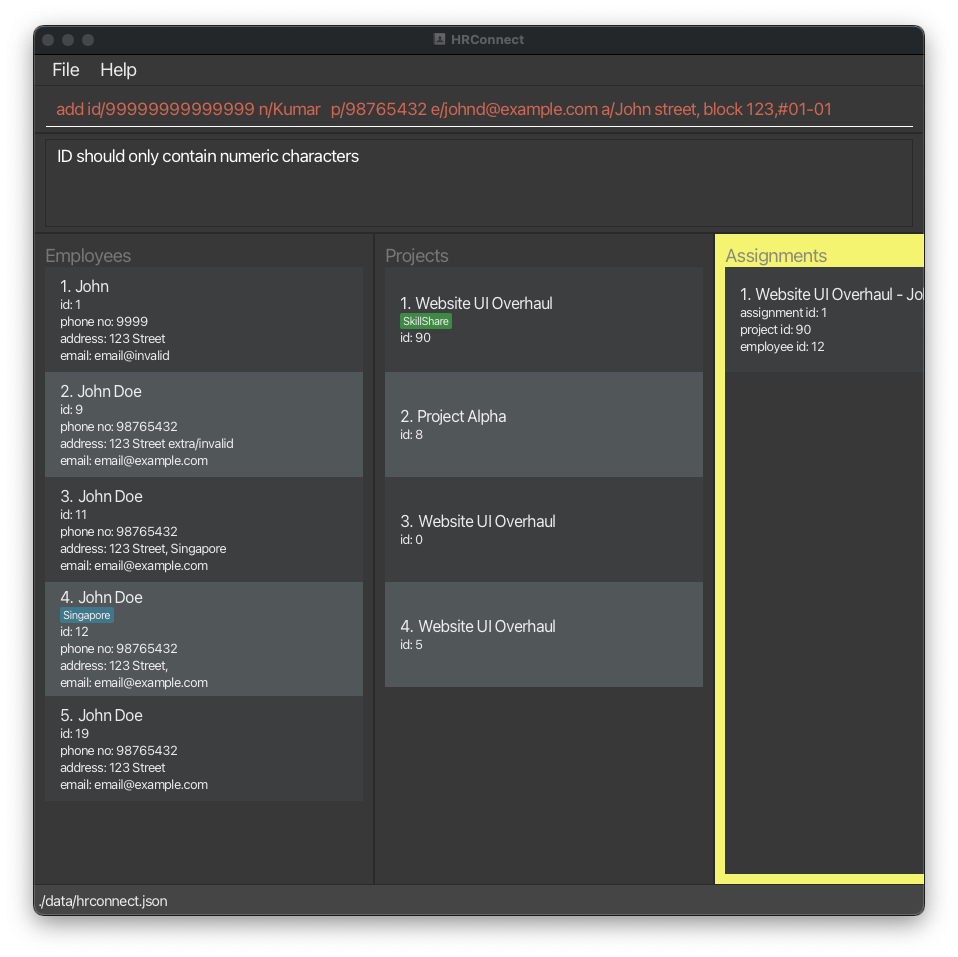 HRConnect
File Help
add id/99999999999999 n/Kumar  p/98765432 e/johnd@example.com a/John street, block 123,#01-01
ID should only contain numeric characters
Employees
1. John
id: 1
phone no: 9999
address: 123 Street
email: email@invalid
2. John Doe
id: 9
phone no: 98765432
address: 123 Street extra/invalid
email: email@example.com
3. John Doe
id: 11
phone no: 98765432
address: 123 Street, Singapore
email: email@example.com
4. John Doe
Singapore
id: 12
phone no: 98765432
address: 123 Street,
email: email@example.com
5. John Doe
id: 19
phone no: 98765432
address: 123 Street
email: email@example.com
Projects
1. Website UI Overhaul
SkillShare
id: 90
2. Project Alpha
id: 8
3. Website UI Overhaul
id: 0
4. Website UI Overhaul
id: 5
Assignments
1. Website UI Overhaul -
assignment id: 1
project id: 90
employee id: 12
./data/hrconnect.json